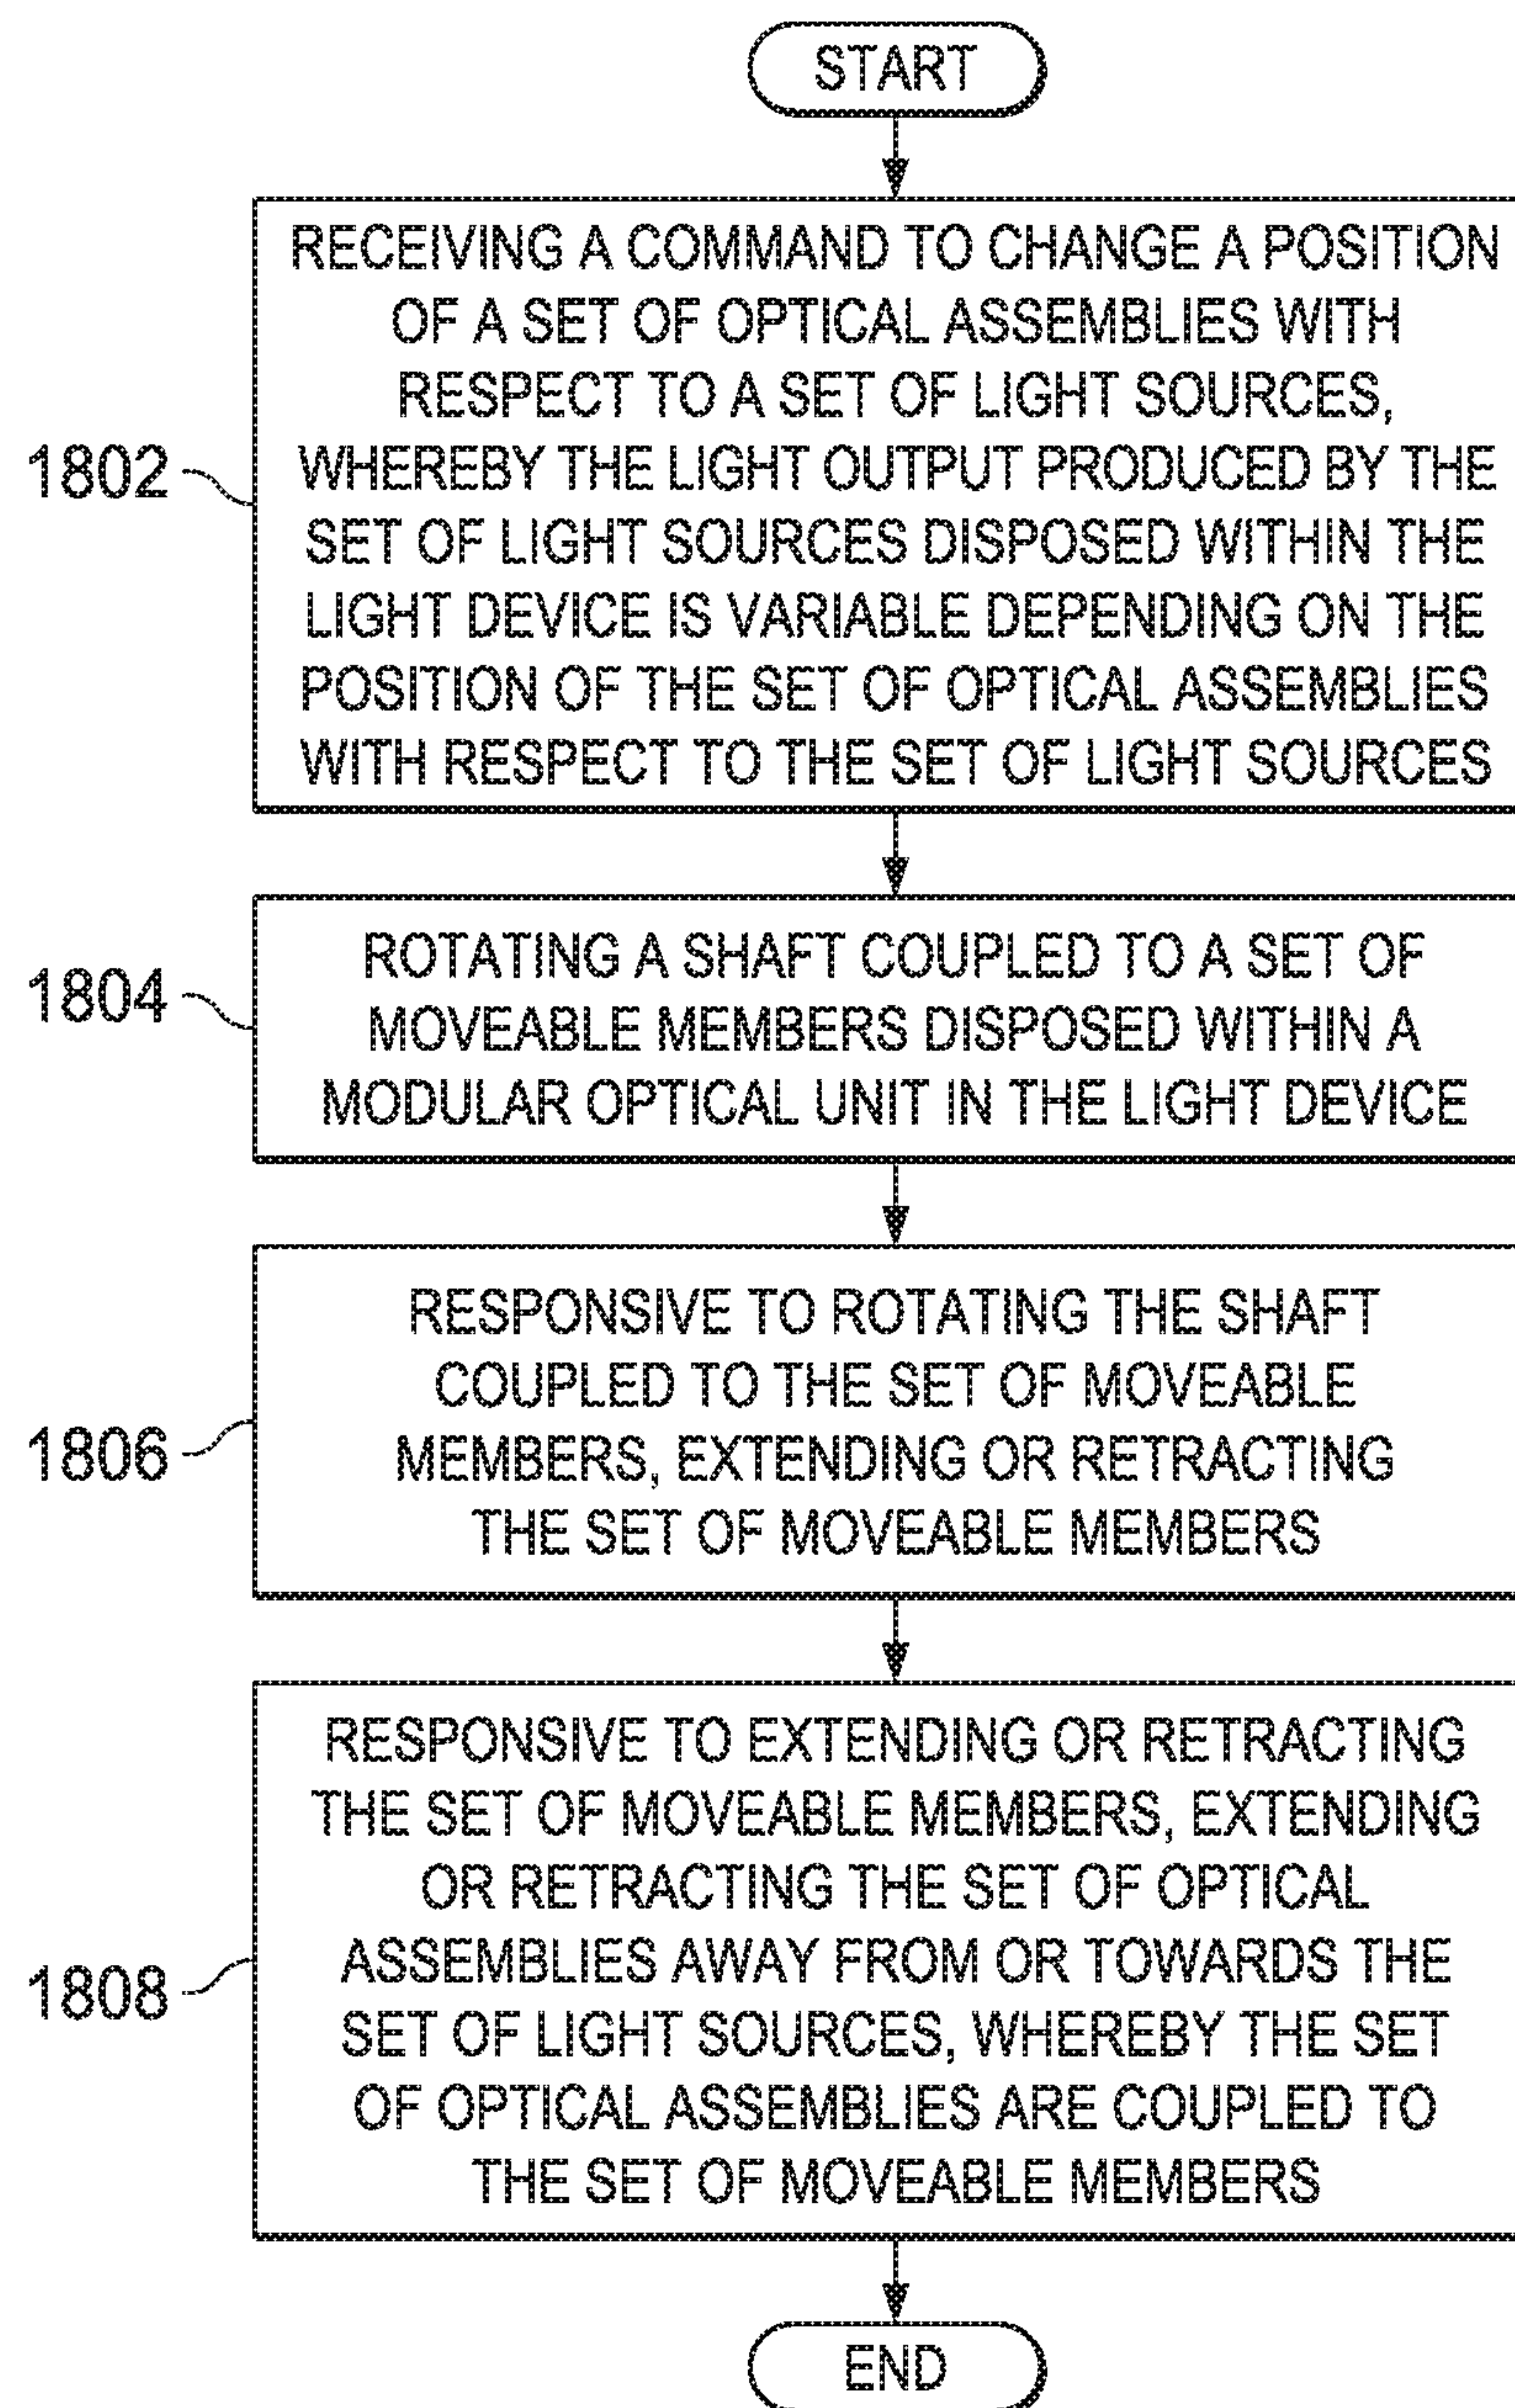 START
RECEIVING A COMMAND TO CHANGE A POSITION
OF A SET OF OPTICAL ASSEMBLIES WITH
RESPECT TO A SET OF LIGHT SOURCES,
WHEREBY THE LIGHT OUTPUT PRODUCED BY THE
SET OF LIGHT SOURCES DISPOSED WITHIN THE
LIGHT DEVICE IS VARIABLE DEPENDING ON THE
POSITION OF THE SET OF OPTICAL ASSEMBLIES
WITH RESPECT TO THE SET OF LIGHT SOURCES
1802
ROTATING A SHAFT COUPLED TO A SET OF
MOVEABLE MEMBERS DISPOSED WITHIN A
MODULAR OPTICAL UNIT IN THE LIGHT DEVICE
1804
RESPONSIVE TO ROTATING THE SHAFT
COUPLED TO THE SET OF MOVEABLE
MEMBERS, EXTENDING OR RETRACTING
THE SET OF MOVEABLE MEMBERS
1806
RESPONSIVE TO EXTENDING OR RETRACTING
THE SET OF MOVEABLE MEMBERS, EXTENDING
OR RETRACTING THE SET OF OPTICAL
ASSEMBLIES AWAY FROM OR TOWARDS THE
SET OF LIGHT SOURCES, WHEREBY THE SET
OF OPTICAL ASSEMBLIES ARE COUPLED TO
THE SET OF MOVEABLE MEMBERS
1808
END